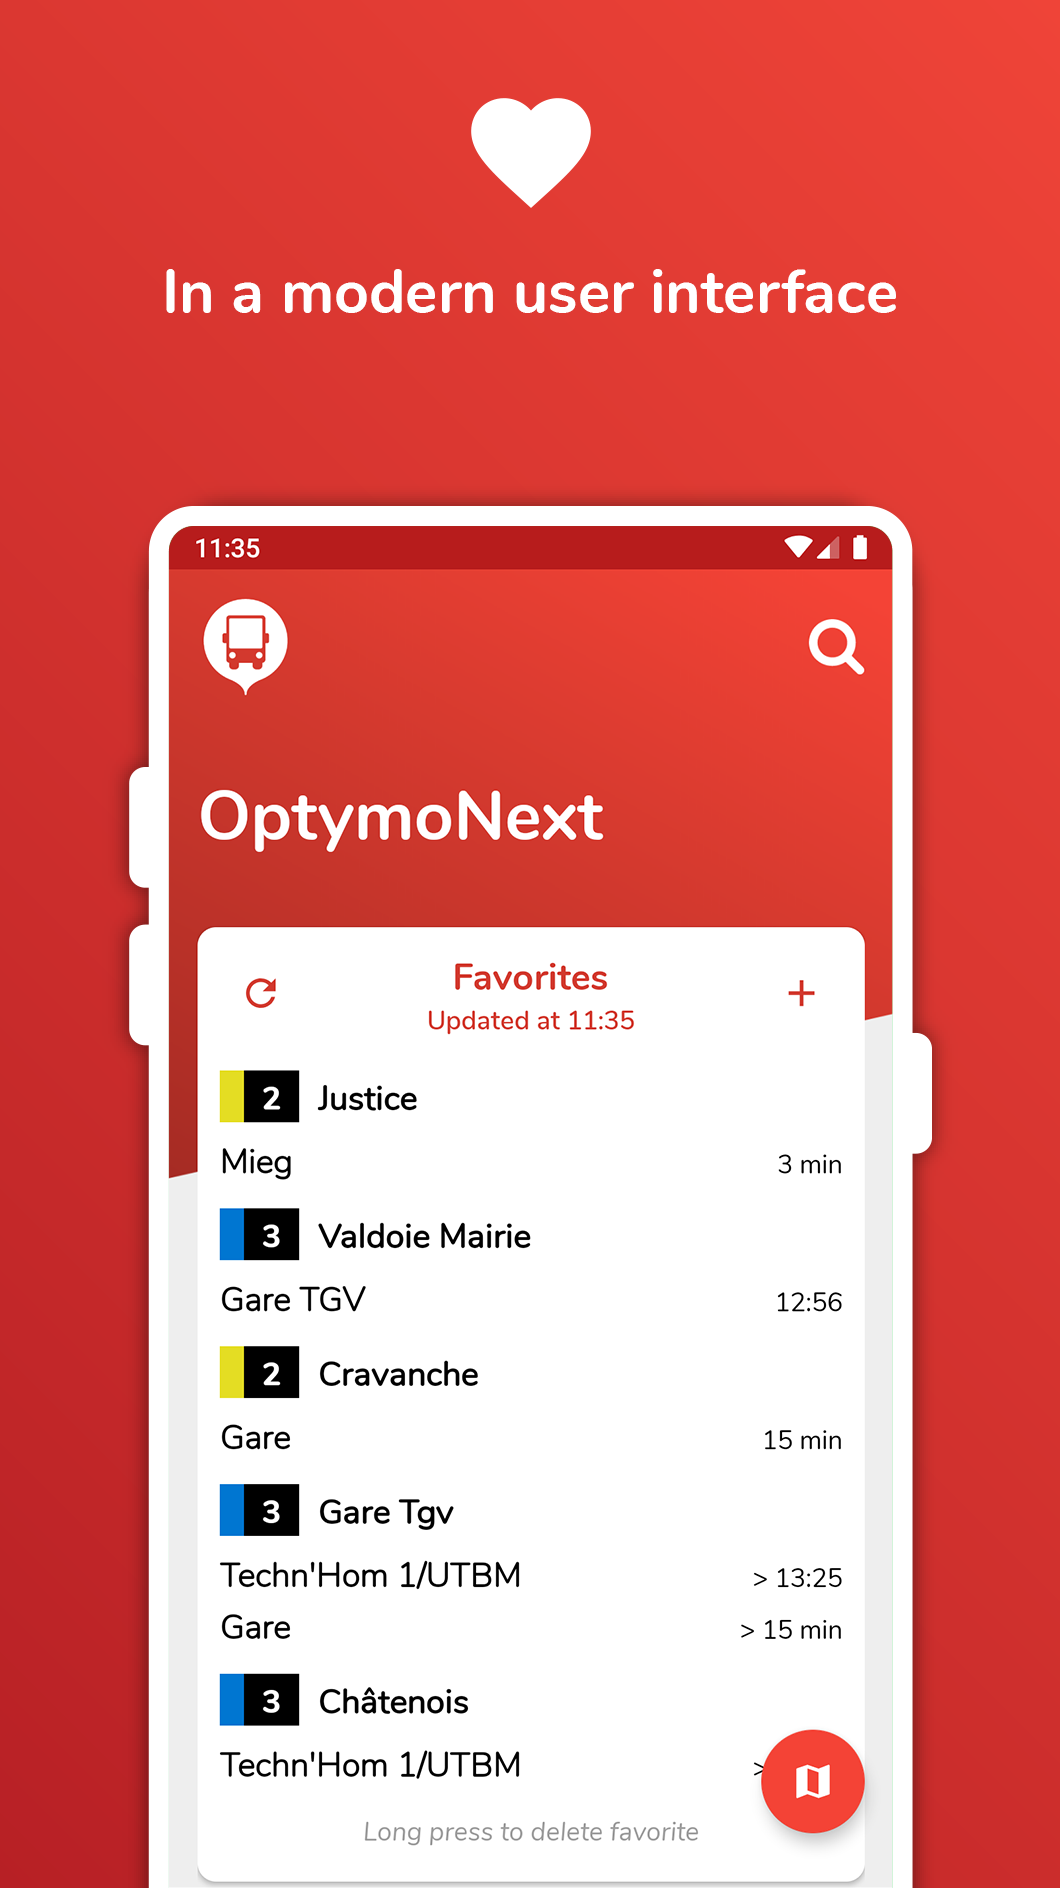 In a modern user interface
11:35
OptymoNext
Favorites
Updated at 11:35
2 Justice
Mieg 3 min
3 Valdoie Mairie
Gare TGV 12:56
2 Cravanche
Gare 15 min
3 Gare Tgv
Techn'Hom 1/UTBM > 13:25
Gare > 15 min
3 Châtenois
Techn'Hom 1/UTBM >
Long press to delete favorite